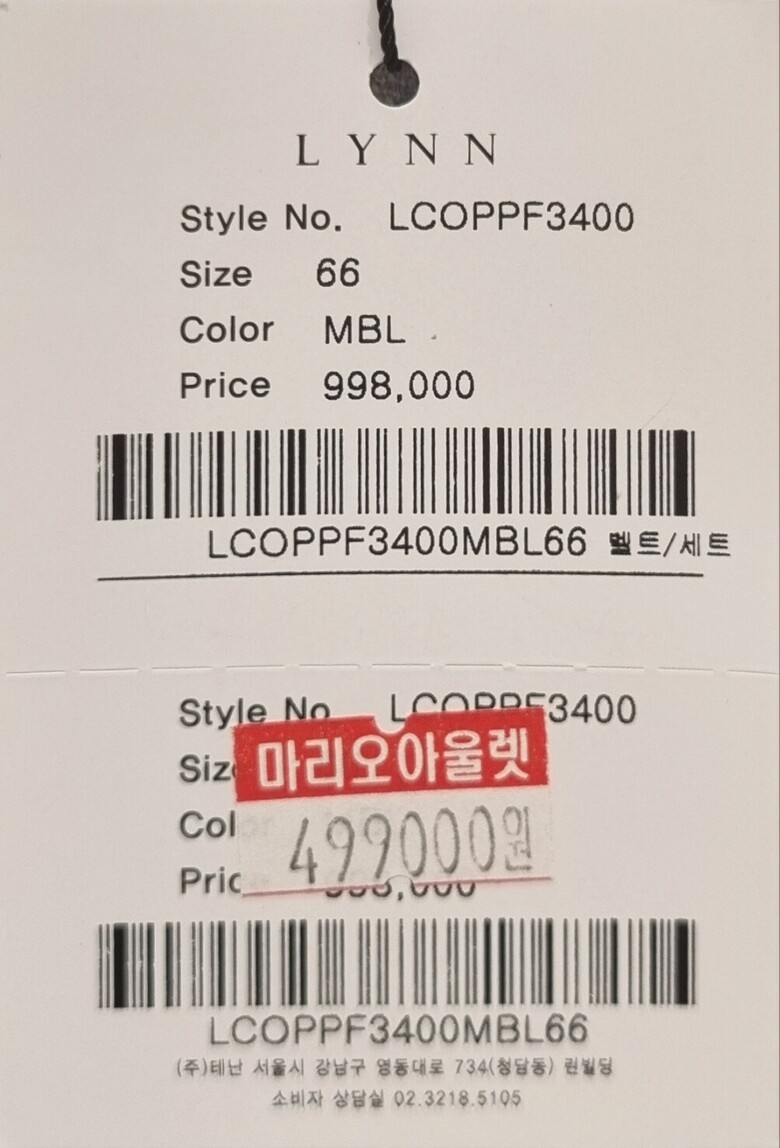 LYNN
Style No. LCOPPF3400
Size 66
Color MBL
Price 998,000
LCOPPF3400MBL66 벨트/세트
Style No LCOPPF3400
마리오아울렛
499000원
LCOPPF3400MBL66
(주)테난 서울시 강남구 영동대로 734(청담동) 린빌딩
소비자 상담실 02.3218.5105